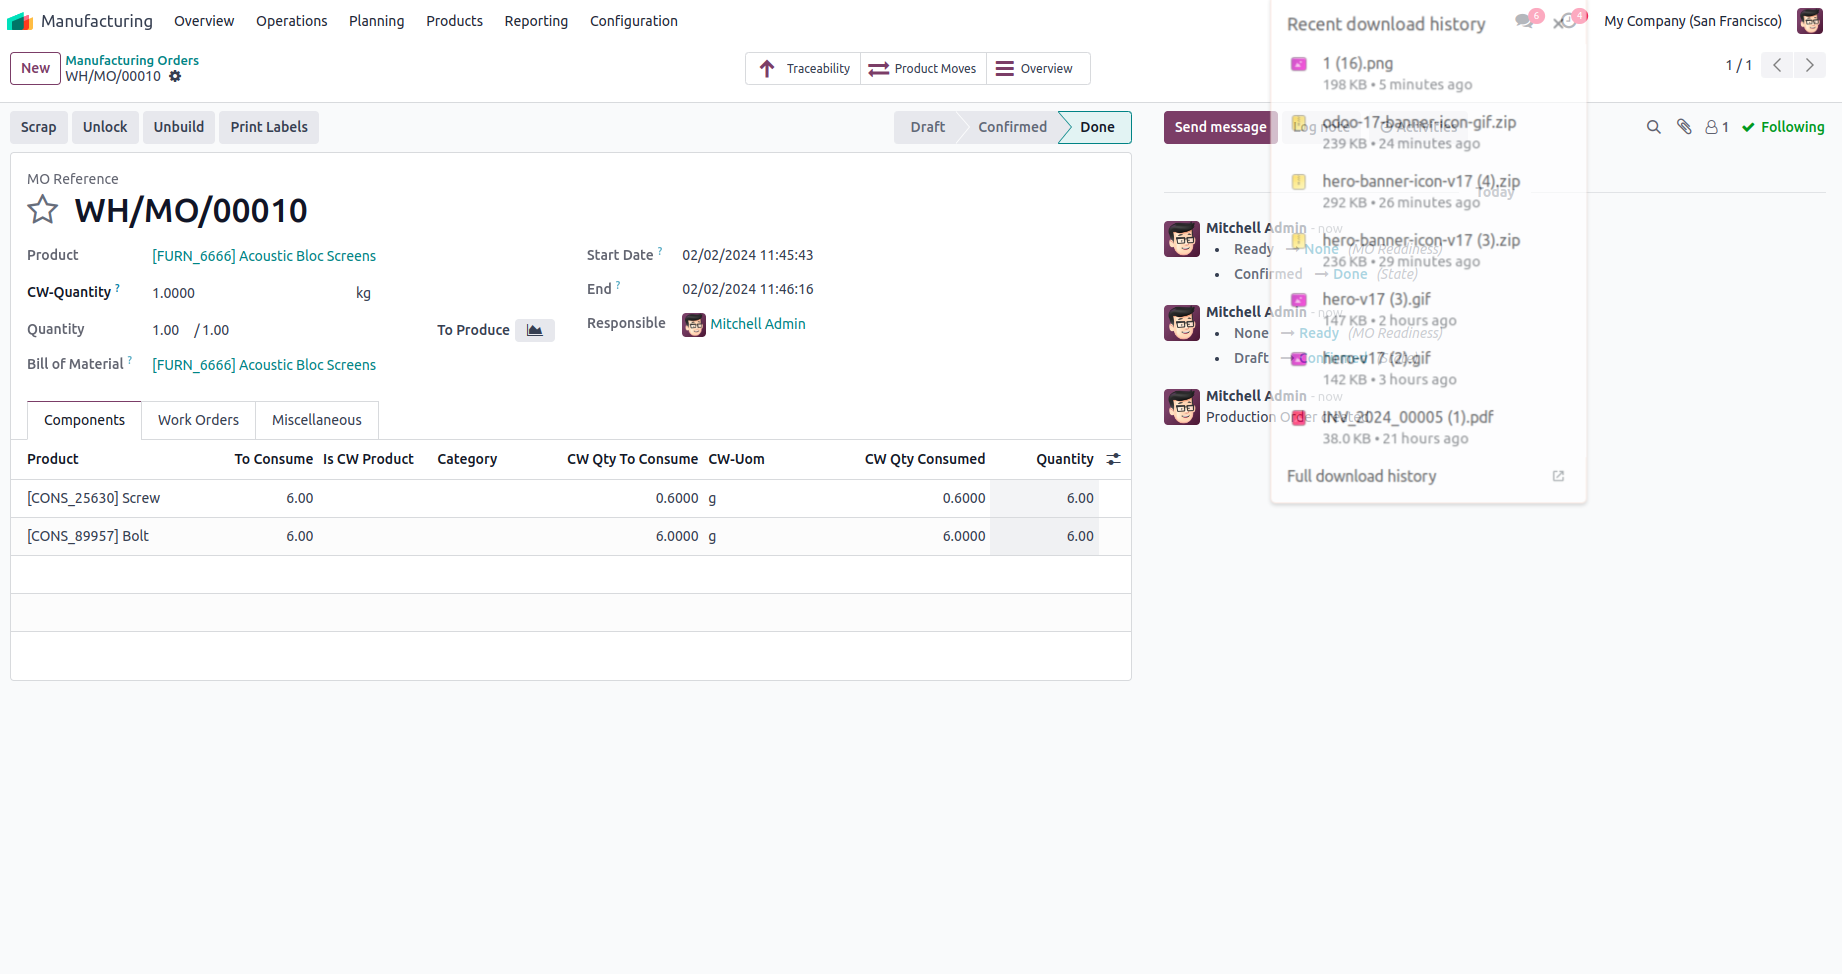 Manufacturing Overview Operations Planning Products Reporting Configuration
6 4 My Company (San Francisco)
New
Manufacturing Orders
WH/MO/00010
Traceability Product Moves Overview
1 / 1
Scrap Unlock Unbuild Print Labels
Draft Confirmed Done
Send message Log note Activities
1 Following
MO Reference
WH/MO/00010
Product [FURN_6666] Acoustic Bloc Screens
CW-Quantity ? 1.0000 kg
Quantity 1.00 / 1.00 To Produce
Bill of Material ? [FURN_6666] Acoustic Bloc Screens
Start Date ? 02/02/2024 11:45:43
End ? 02/02/2024 11:46:16
Responsible Mitchell Admin
Components Work Orders Miscellaneous
Product To Consume Is CW Product Category CW Qty To Consume CW-Uom CW Qty Consumed Quantity
[CONS_25630] Screw 6.00 0.6000 g 0.6000 6.00
[CONS_89957] Bolt 6.00 6.0000 g 6.0000 6.00
Today
Mitchell Admin - now
• Ready → None (MO Readiness)
• Confirmed → Done (State)
Mitchell Admin - now
• None → Ready (MO Readiness)
• Draft →
Mitchell Admin - now
Production Order created
Recent download history
1 (16).png
198 KB • 5 minutes ago
odoo-17-banner-icon-gif.zip
239 KB • 24 minutes ago
hero-banner-icon-v17 (4).zip
292 KB • 26 minutes ago
hero-banner-icon-v17 (3).zip
236 KB • 29 minutes ago
hero-v17 (3).gif
147 KB • 2 hours ago
hero-v17 (2).gif
142 KB • 3 hours ago
INV_2024_00005 (1).pdf
38.0 KB • 21 hours ago
Full download history